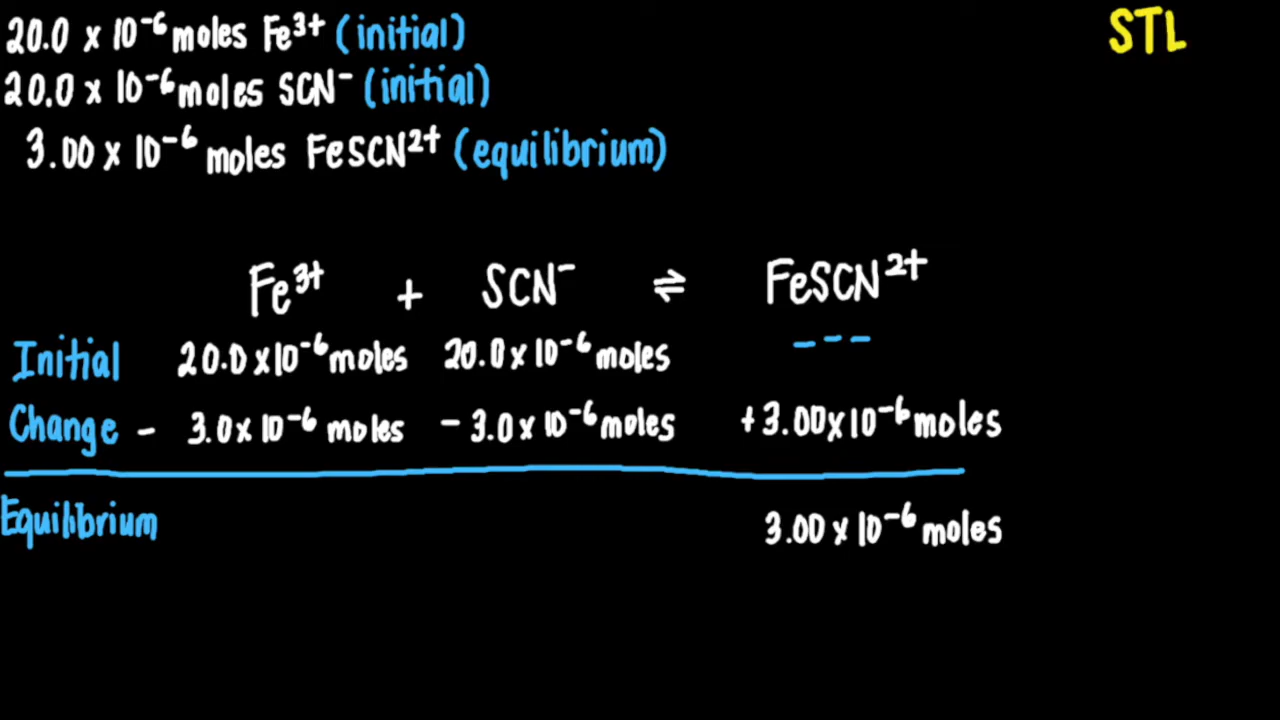 20.0 x 10⁻⁶ moles Fe³⁺ (initial)
STL
20.0 x 10⁻⁶ moles SCN⁻ (initial)
3.00 x 10⁻⁶ moles FeSCN²⁺ (equilibrium)
Fe³⁺ + SCN⁻ ⇌ FeSCN²⁺
Initial 20.0 x 10⁻⁶ moles 20.0 x 10⁻⁶ moles ---
Change - 3.0 x 10⁻⁶ moles - 3.0 x 10⁻⁶ moles + 3.00 x 10⁻⁶ moles
Equilibrium 3.00 x 10⁻⁶ moles